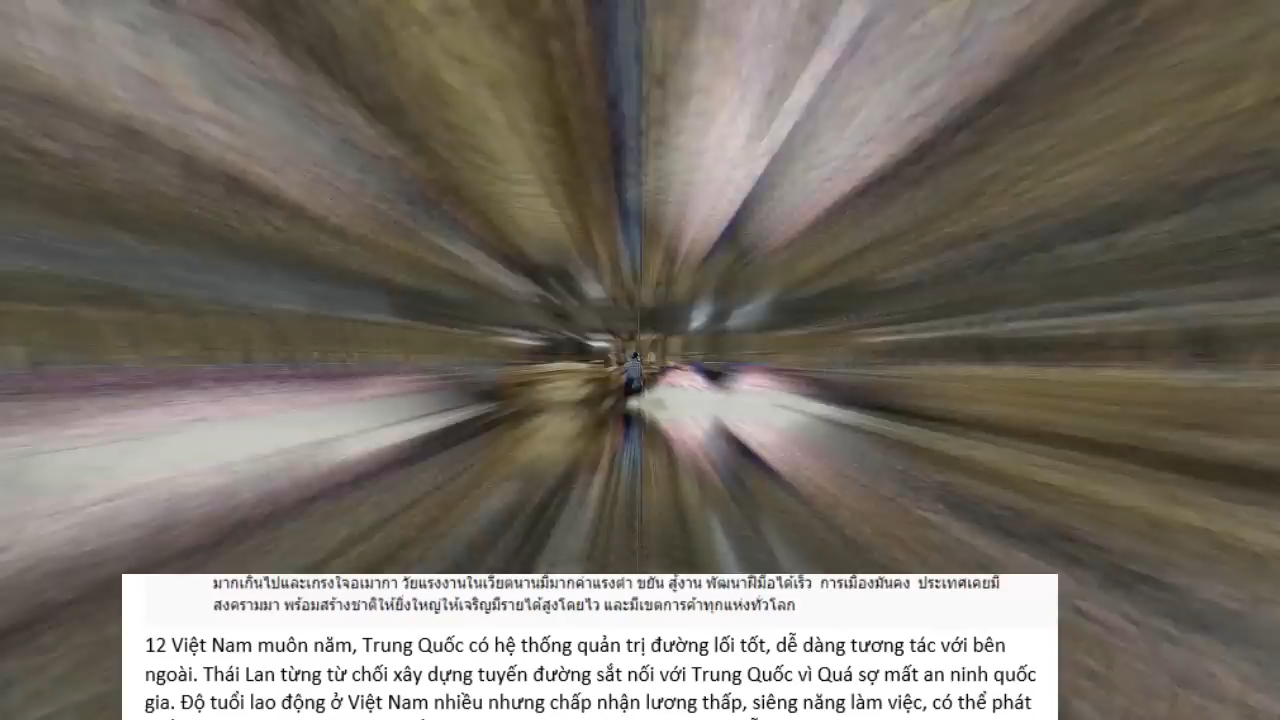 มากเกินไปและเกรงใจอเมกา วัยแรงงานในเวียดนามมีมากค่าแรงต่ำ ขยัน สู้งาน พัฒนาฝีมือได้เร็ว การเมืองมั่นคง ประเทศเคยมี
สงครามมา พร้อมสร้างชาติให้ยิ่งใหญ่ให้เจริญมีรายได้สูงโดยไว และมีเขตการค้าทุกแห่งทั่วโลก
12 Việt Nam muôn năm, Trung Quốc có hệ thống quản trị đường lối tốt, dễ dàng tương tác với bên
ngoài. Thái Lan từng từ chối xây dựng tuyến đường sắt nối với Trung Quốc vì Quá sợ mất an ninh quốc
gia. Độ tuổi lao động ở Việt Nam nhiều nhưng chấp nhận lương thấp, siêng năng làm việc, có thể phát